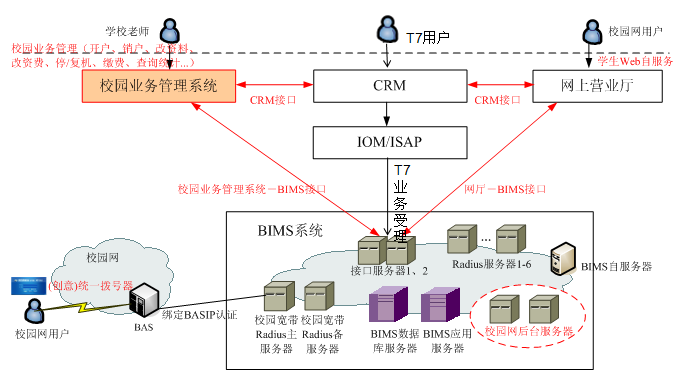 学校老师
T7用户
校园网用户
校园业务管理（开户、销户、改资料、
改资费、停/复机、缴费、查询统计...）
学生Web自服务
校园业务管理系统
CRM接口
CRM
CRM接口
网上营业厅
IOM/ISAP
校园业务管理系统－BIMS接口
T7
业
务
受
理
网厅－BIMS接口
BIMS系统
接口服务器1、2
...
Radius服务器1-6
BIMS自服务器
校园网
(创意)统一拨号器
校园网用户
BAS
绑定BASIP认证
校园宽带
Radius主
服务器
校园宽带
Radius备
服务器
BIMS数据
库服务器
BIMS应用
服务器
校园网后台服务器